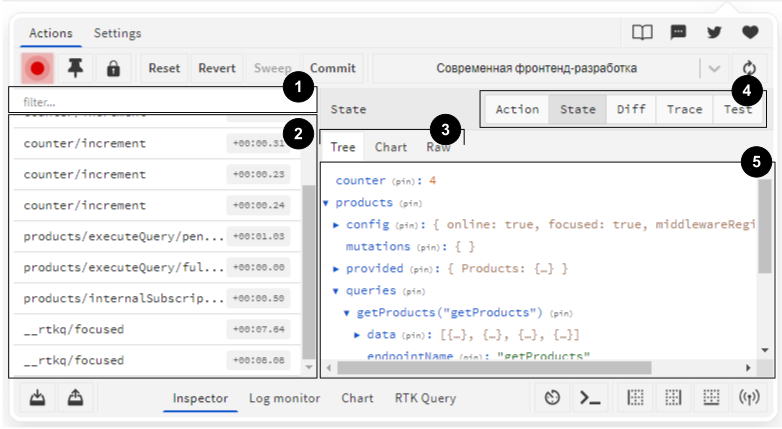 Actions Settings
Reset Revert Sweep Commit Современная фронтенд-разработка
1
4
filter...
State Action State Diff Trace Test
2
3
counter/increment
counter/increment +00:00.31
Tree Chart Raw
5
counter/increment +00:00.23
counter (pin): 4
counter/increment +00:00.24
products (pin)
config (pin): { online: true, focused: true, middlewareRegi
products/executeQuery/pen... +00:01.03
mutations (pin): { }
products/executeQuery/ful... +00:00.00
provided (pin): { Products: {…} }
queries (pin)
products/internalSubscrip... +00:00.50
getProducts("getProducts") (pin)
__rtkq/focused +00:07.64
data (pin): [{…}, {…}, {…}, {…}]
endpointName (pin): "getProducts"
__rtkq/focused +00:08.08
Inspector Log monitor Chart RTK Query